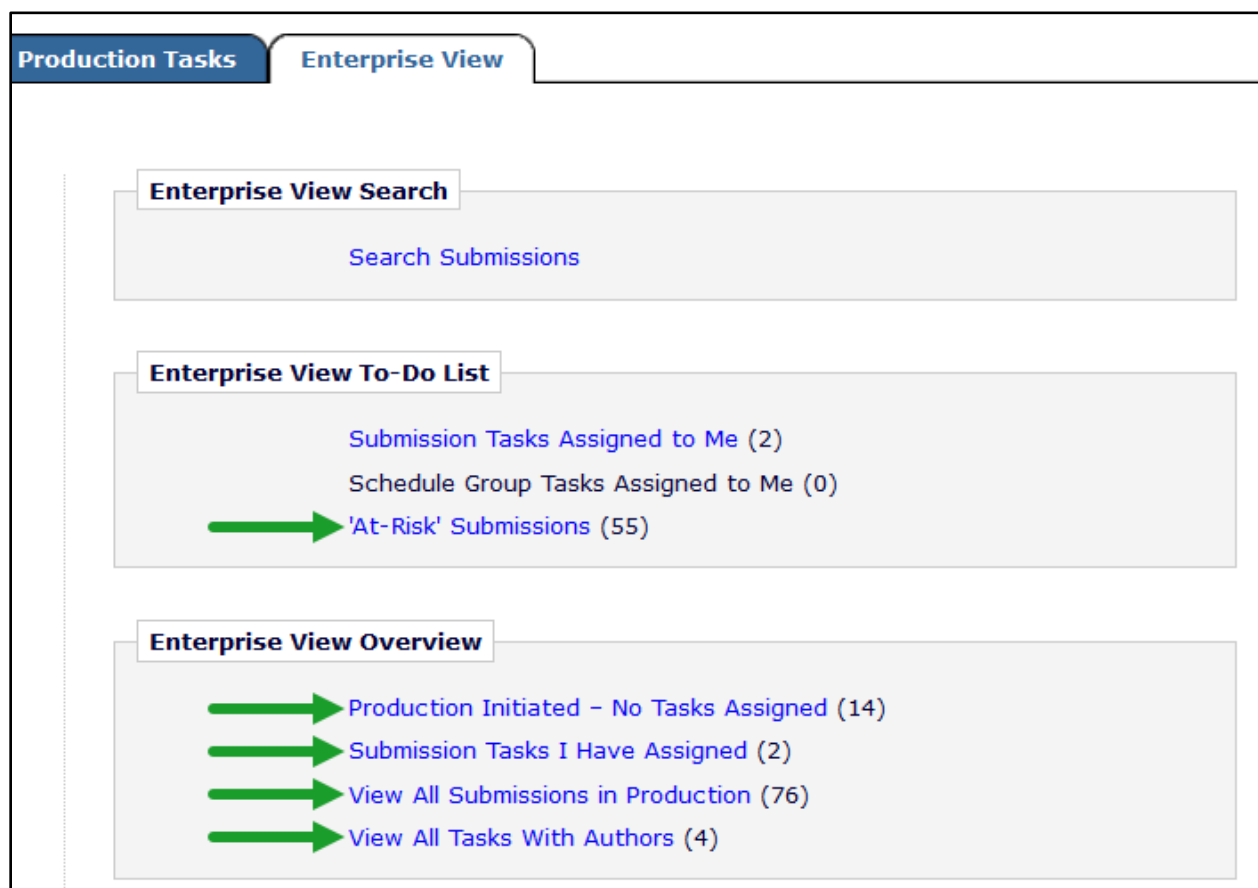 Production Tasks
Enterprise View
Enterprise View Search
Search Submissions
Enterprise View To-Do List
Submission Tasks Assigned to Me (2)
Schedule Group Tasks Assigned to Me (0)
'At-Risk' Submissions (55)
Enterprise View Overview
Production Initiated – No Tasks Assigned (14)
Submission Tasks I Have Assigned (2)
View All Submissions in Production (76)
View All Tasks With Authors (4)